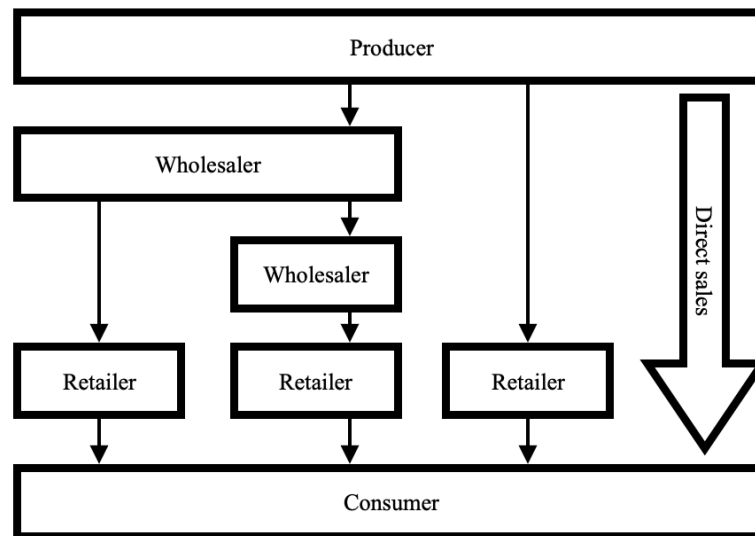 Producer
Wholesaler
Direct sales
Wholesaler
Retailer
Retailer
Retailer
Consumer